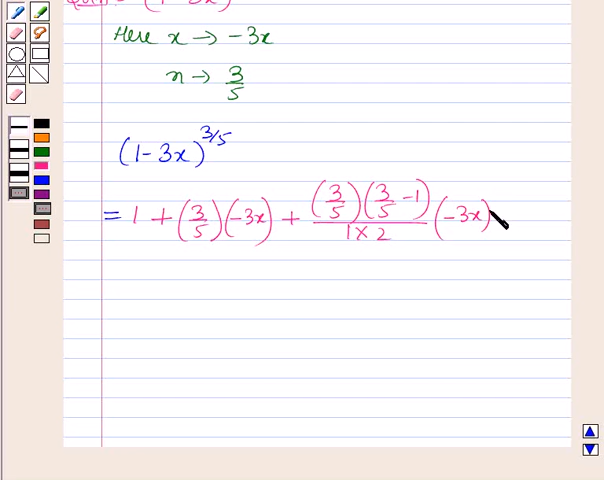 Here x → -3x
n → 3/5
(1-3x)^{3/5}
= 1 + (3/5)(-3x) + (3/5)(3/5 -1)/1×2 (-3x)